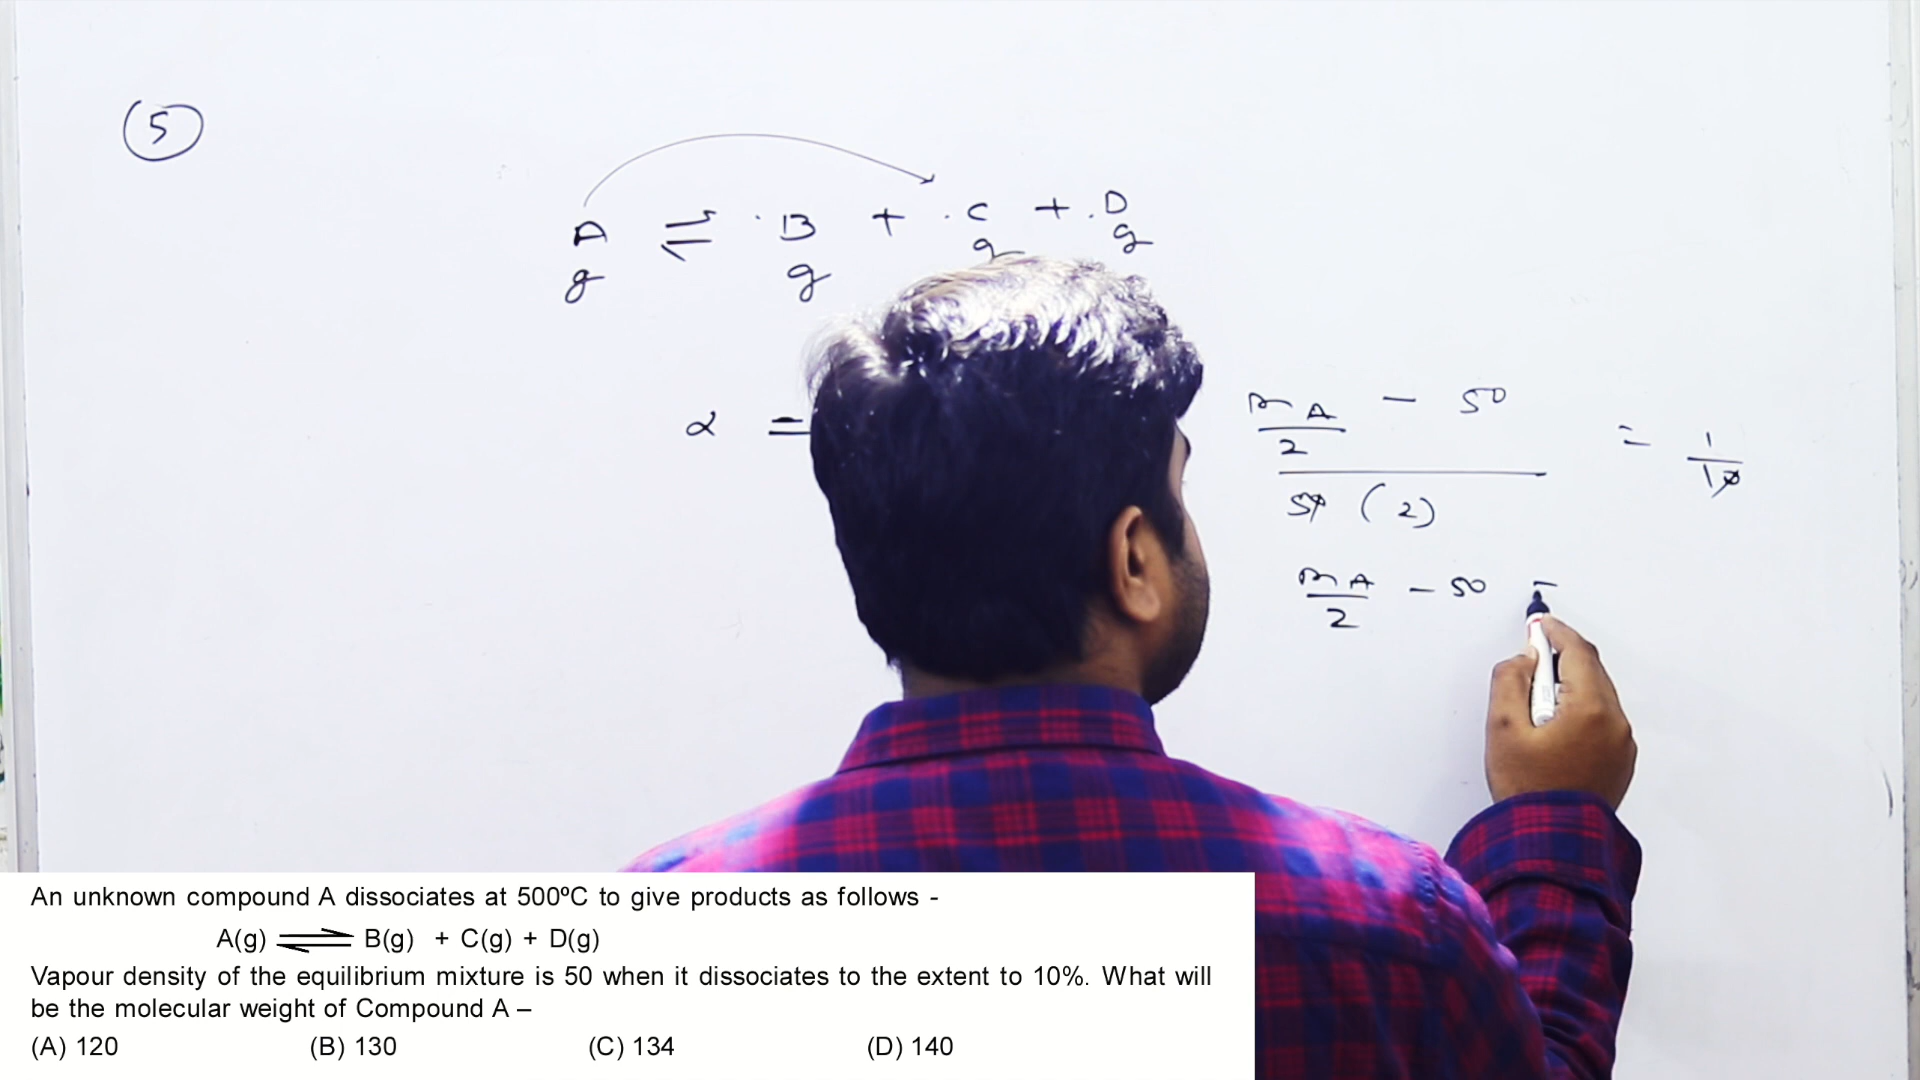 5
A ⇌ B + C + D
g g g g
α = M_A/2 - 50 / 50 (2) = 1/10
M_A/2 - 50 =
An unknown compound A dissociates at 500ºC to give products as follows -
A(g) ⇌ B(g) + C(g) + D(g)
Vapour density of the equilibrium mixture is 50 when it dissociates to the extent to 10%. What will
be the molecular weight of Compound A –
(A) 120 (B) 130 (C) 134 (D) 140